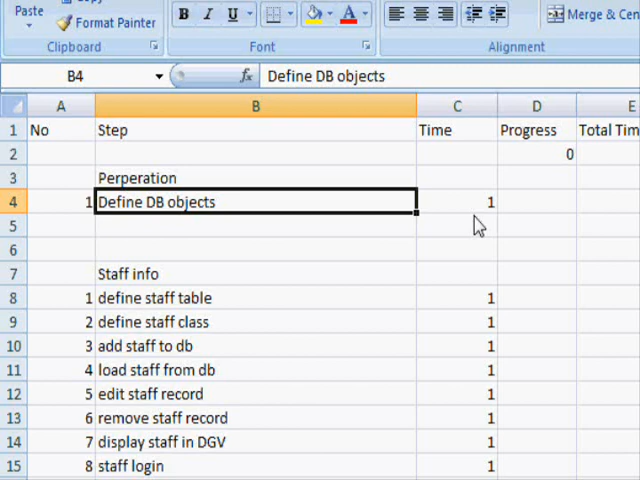 Paste
Format Painter
B I U A
Merge & Cen
Clipboard Font Alignment
B4 fx Define DB objects
A B C D E
1 No Step Time Progress Total Tim
2 0
3 Perperation
4 1 Define DB objects 1
5
6
7 Staff info
8 1 define staff table 1
9 2 define staff class 1
10 3 add staff to db 1
11 4 load staff from db 1
12 5 edit staff record 1
13 6 remove staff record 1
14 7 display staff in DGV 1
15 8 staff login 1